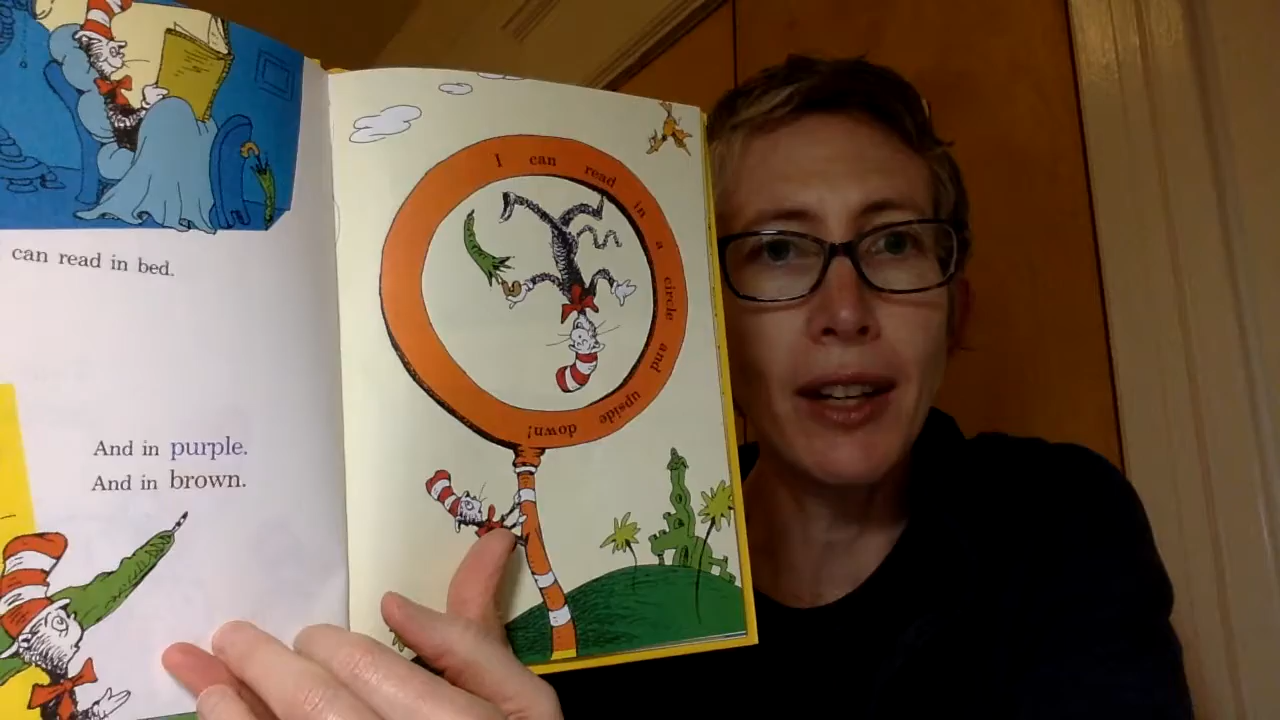 can read in bed.
And in purple.
And in brown.
I can read in a circle and upside down!